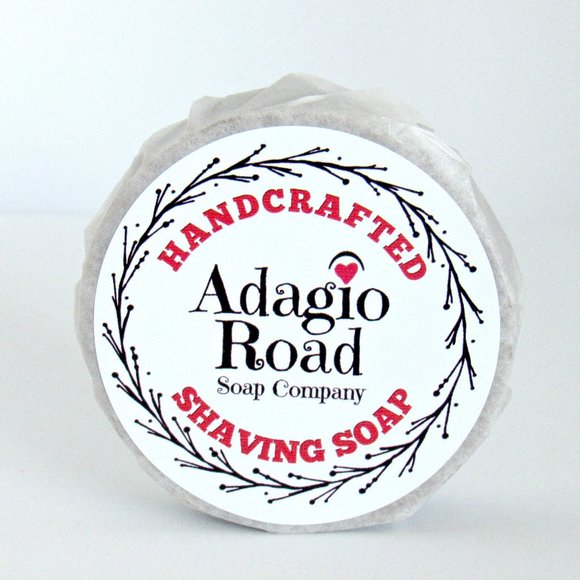 HANDCRAFTED
Adagio
Road
Soap Company
SHAVING SOAP